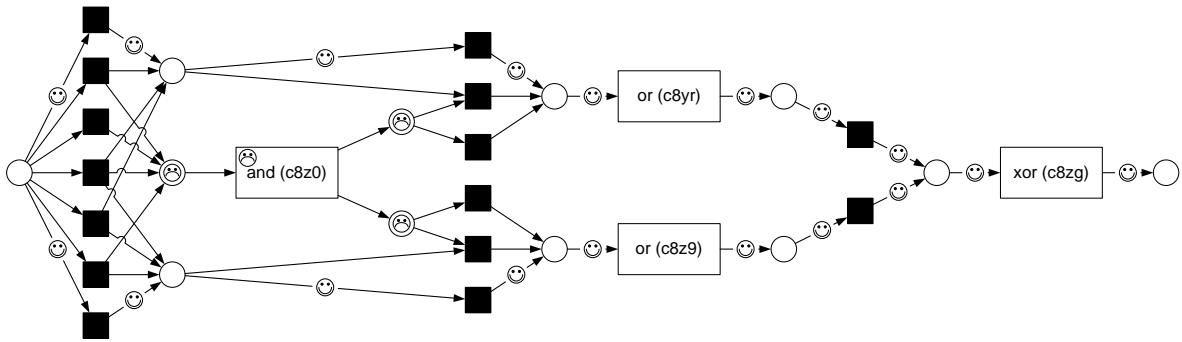 or (c8yr)
and (c8z0)
xor (c8zg)
or (c8z9)